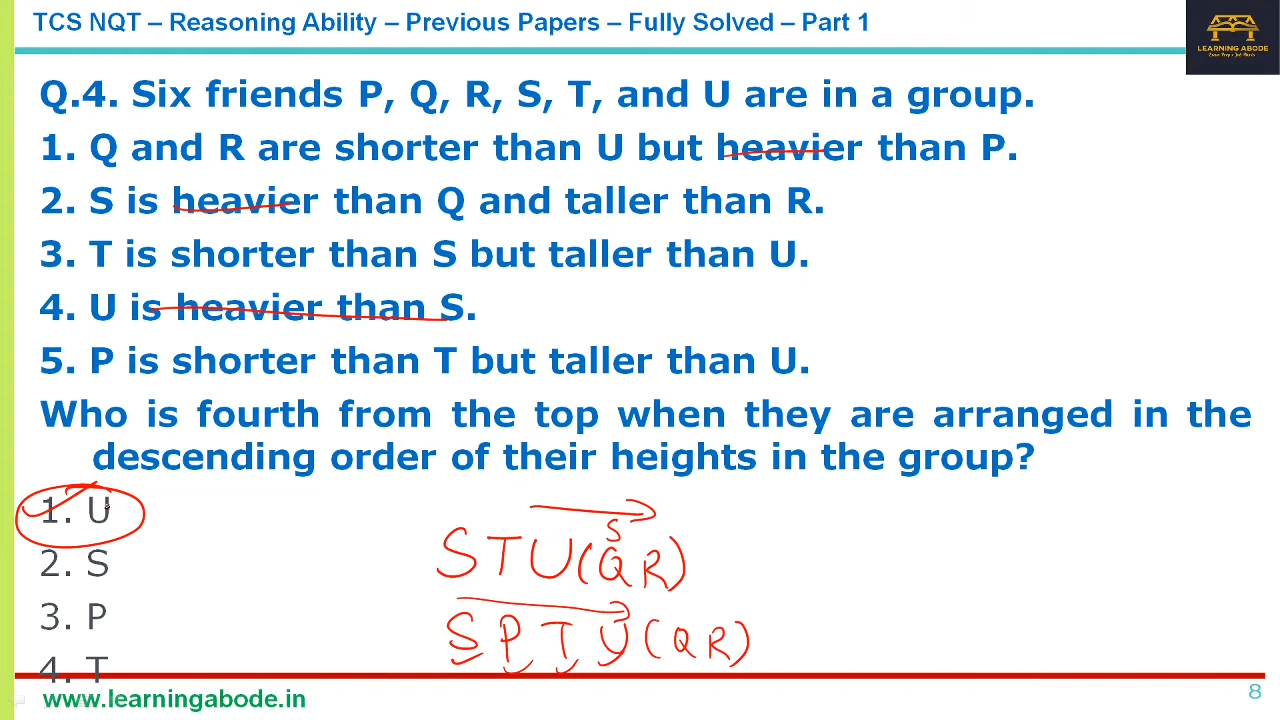 TCS NQT – Reasoning Ability – Previous Papers – Fully Solved – Part 1
LEARNING ABODE
Q.4. Six friends P, Q, R, S, T, and U are in a group.
1. Q and R are shorter than U but heavier than P.
2. S is heavier than Q and taller than R.
3. T is shorter than S but taller than U.
4. U is heavier than S.
5. P is shorter than T but taller than U.
Who is fourth from the top when they are arranged in the
descending order of their heights in the group?
1. U
2. S
3. P
4. T
S
S T U (Q R)
S P T U (Q R)
www.learningabode.in
8